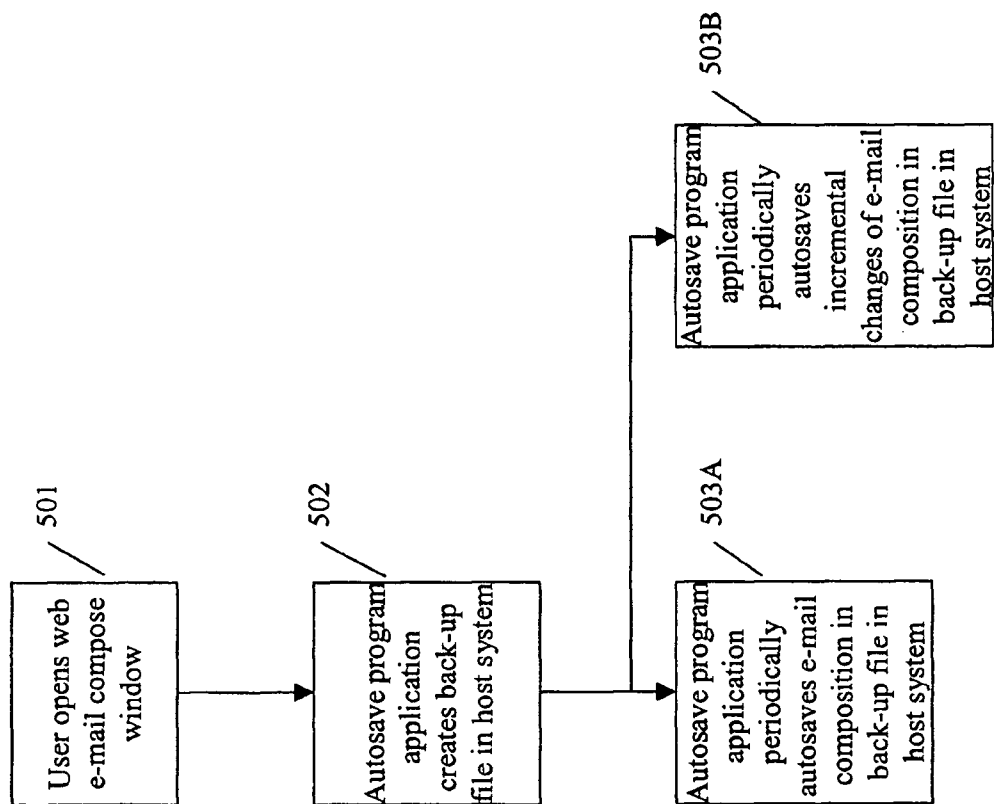 501
User opens web
e-mail compose
window
502
Autosave program
application
creates back-up
file in host system
503A
Autosave program
application
periodically
autosaves e-mail
composition in
back-up file in
host system
503B
Autosave program
application
periodically
autosaves
incremental
changes of e-mail
composition in
back-up file in
host system